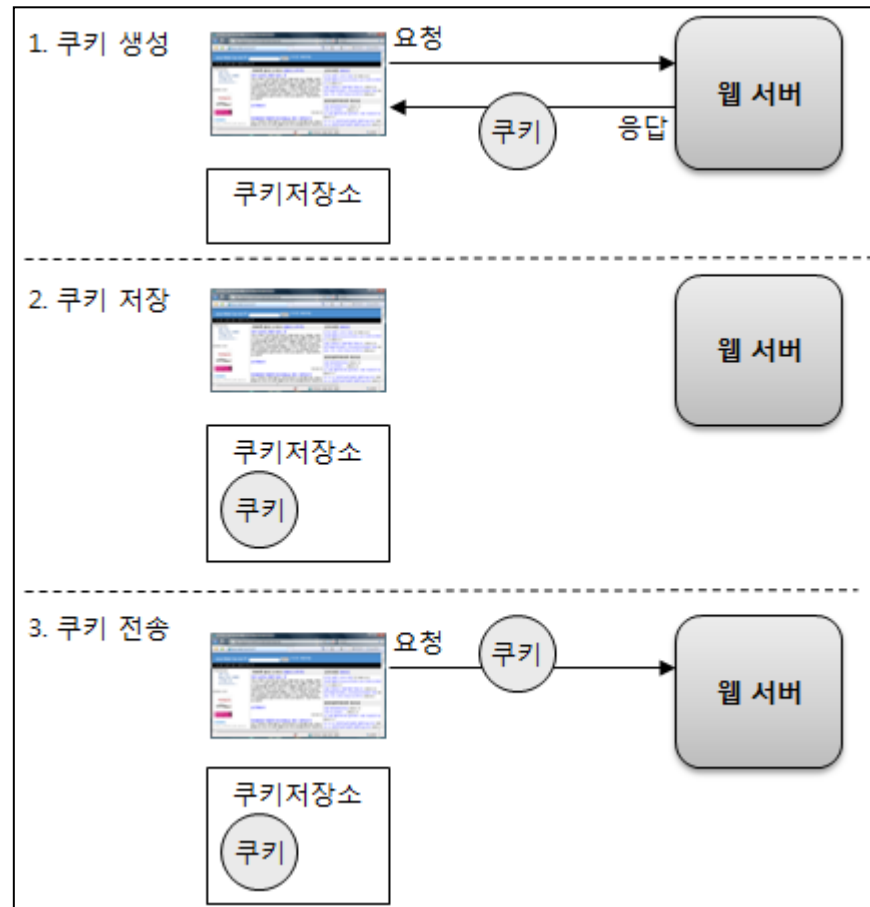 1. 쿠키 생성
요청
웹 서버
쿠키
응답
쿠키저장소
2. 쿠키 저장
웹 서버
쿠키저장소
쿠키
3. 쿠키 전송
요청
쿠키
웹 서버
쿠키저장소
쿠키